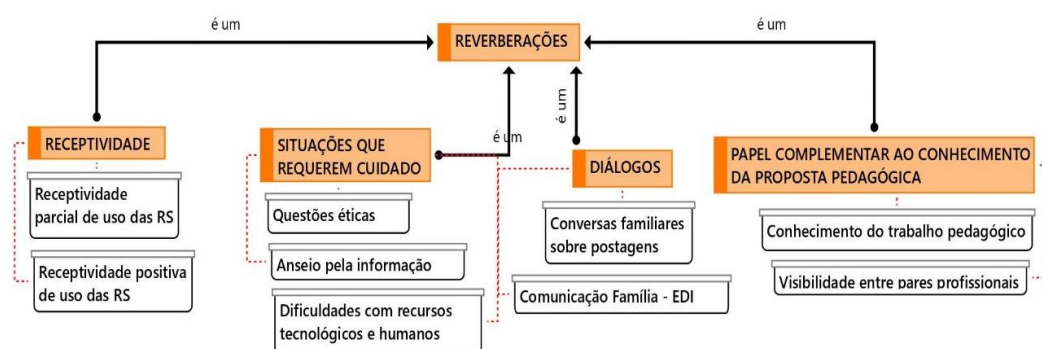 é um
é um
REVERBERAÇÕES
é um
é um
RECEPTIVIDADE
Receptividade
parcial de uso das RS
Receptividade positiva
de uso das RS
SITUAÇÕES QUE
REQUEREM CUIDADO
Questões éticas
Anseio pela informação
Dificuldades com recursos
tecnológicos e humanos
DIÁLOGOS
Conversas familiares
sobre postagens
Comunicação Família - EDI
PAPEL COMPLEMENTAR AO CONHECIMENTO
DA PROPOSTA PEDAGÓGICA
Conhecimento do trabalho pedagógico
Visibilidade entre pares profissionais